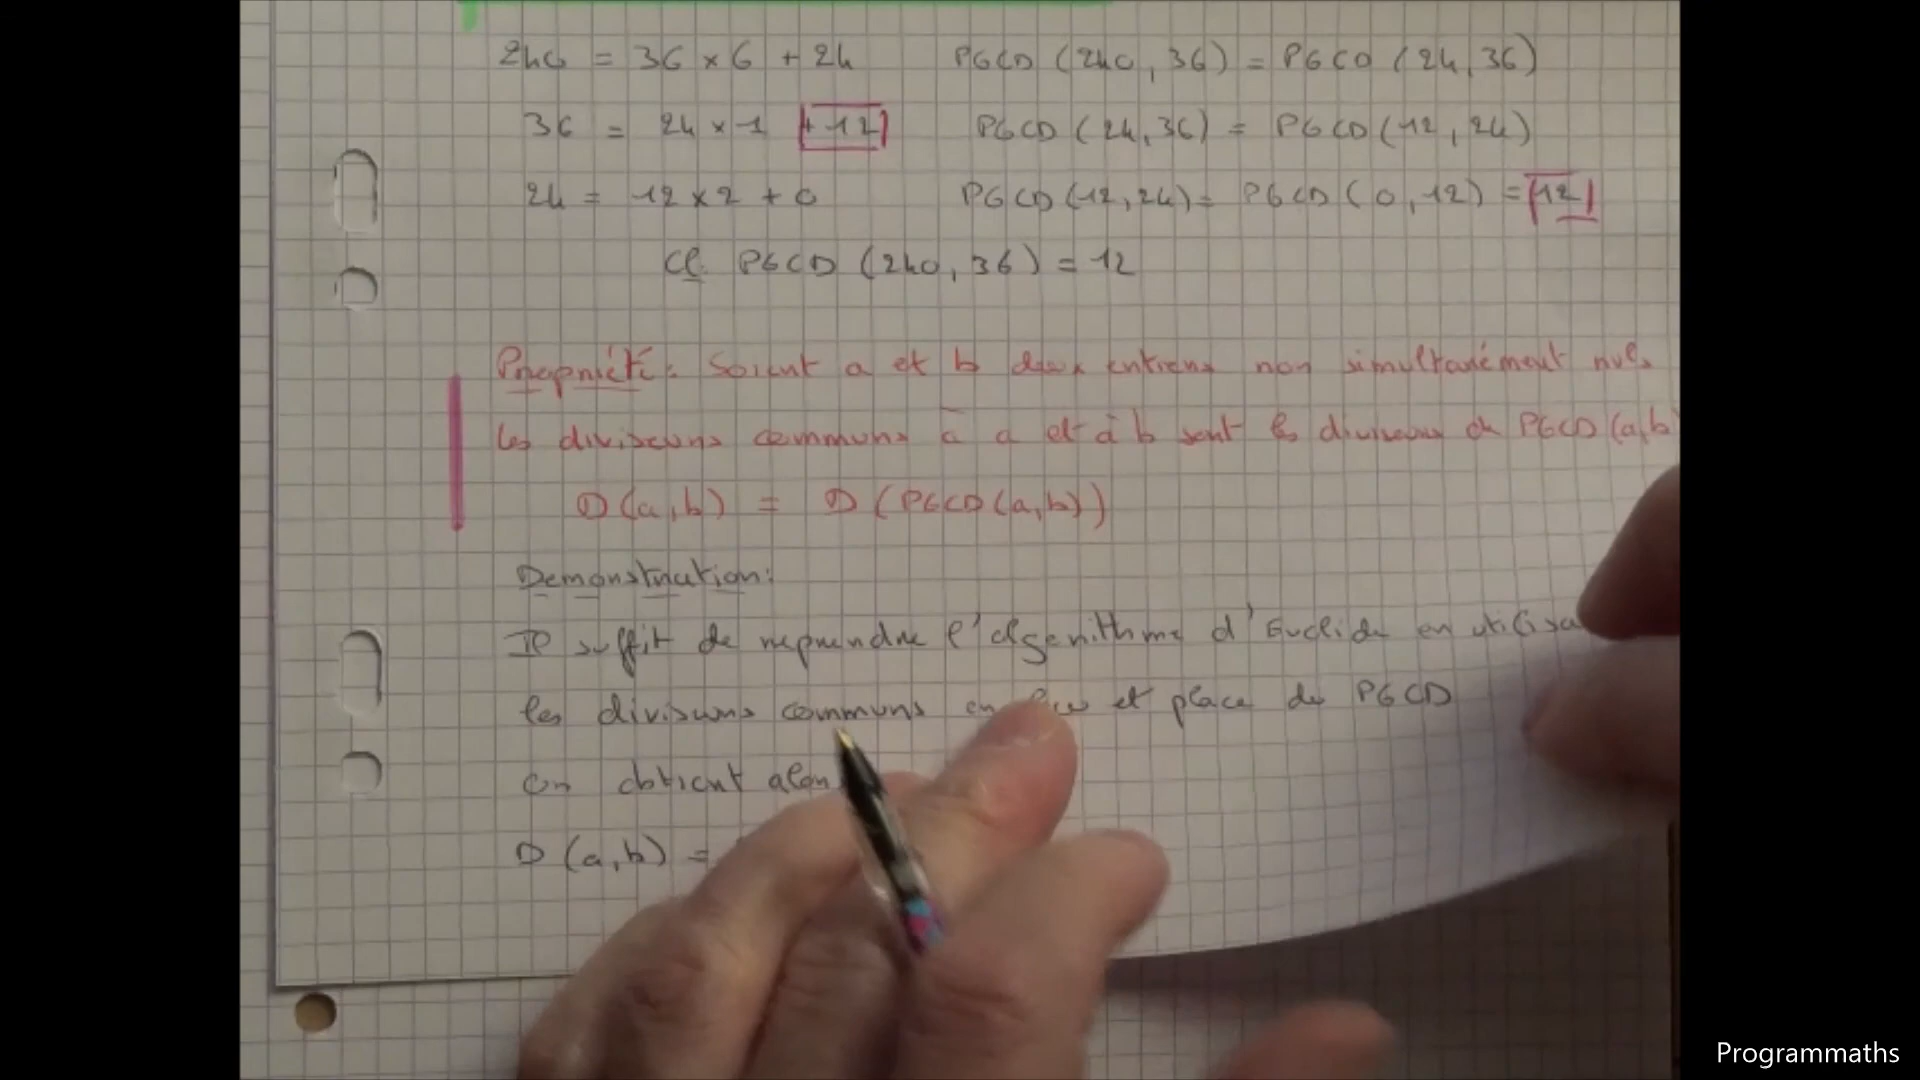 240 = 36 × 6 + 24 PGCD (240, 36) = PGCD (24, 36)
36 = 24 × 1 + 12 PGCD (24, 36) = PGCD (12, 24)
24 = 12 × 2 + 0 PGCD (12, 24) = PGCD (0, 12) = 12
Cl. PGCD (240, 36) = 12
Propriété: Soient a et b deux entiers non simultanément nuls
les diviseurs communs à a et à b sont les diviseurs de PGCD (a, b
D (a, b) = D (PGCD (a, b))
Demonstration:
Il suffit de reprendre l'algorithme d'Euclide en utilisa
les diviseurs communs en et place du PGCD
On obtient alors
D (a, b) =
Programmaths